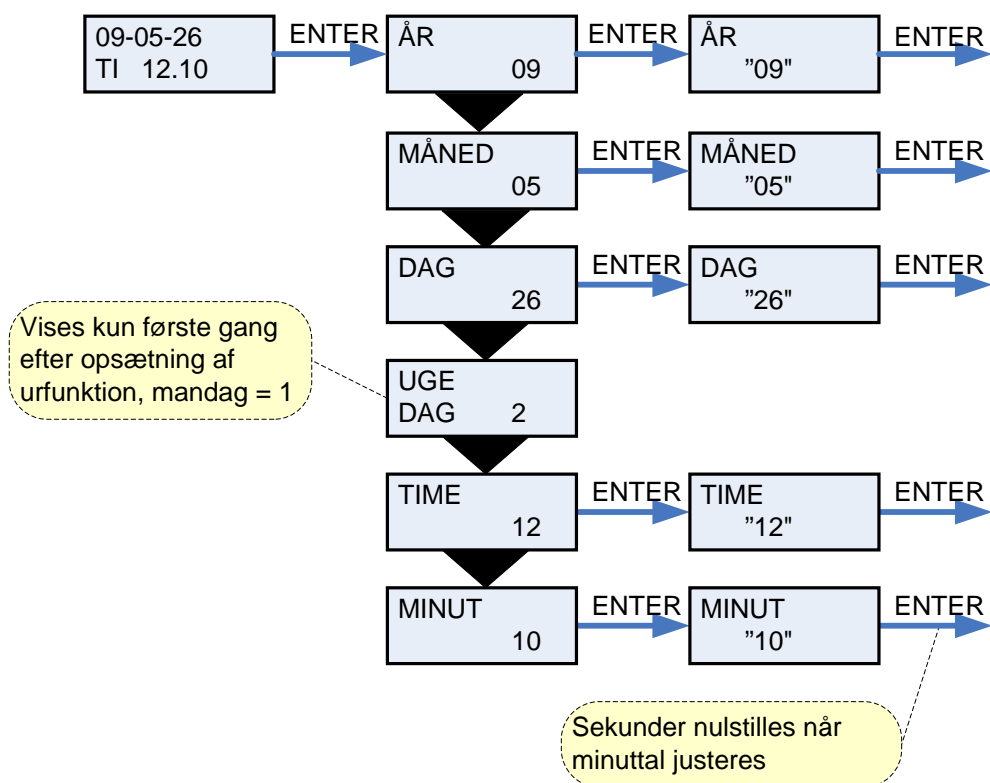 09-05-26
TI 12.10
ENTER
ÅR
09
ENTER
ÅR
"09"
ENTER
MÅNED
05
ENTER
MÅNED
"05"
ENTER
DAG
26
ENTER
DAG
"26"
ENTER
Vises kun første gang
efter opsætning af
urfunktion, mandag = 1
UGE
DAG 2
TIME
12
ENTER
TIME
"12"
ENTER
MINUT
10
ENTER
MINUT
"10"
ENTER
Sekunder nulstilles når
minuttal justeres